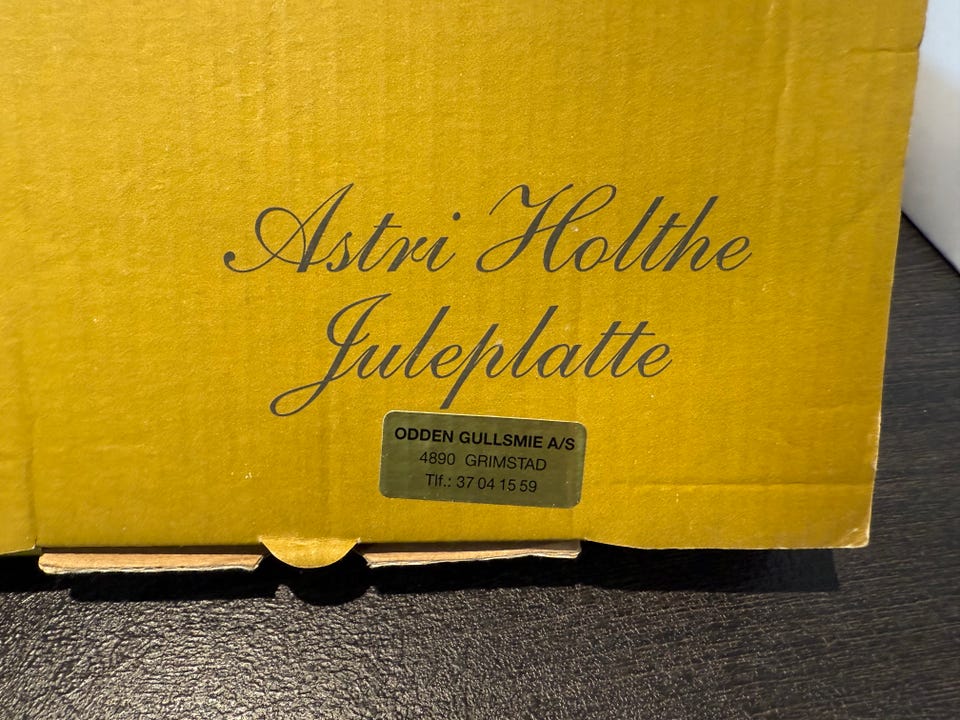 Astri Holthe
Juleplatte
ODDEN GULLSMIE A/S
4890 GRIMSTAD
Tlf.: 37 04 15 59